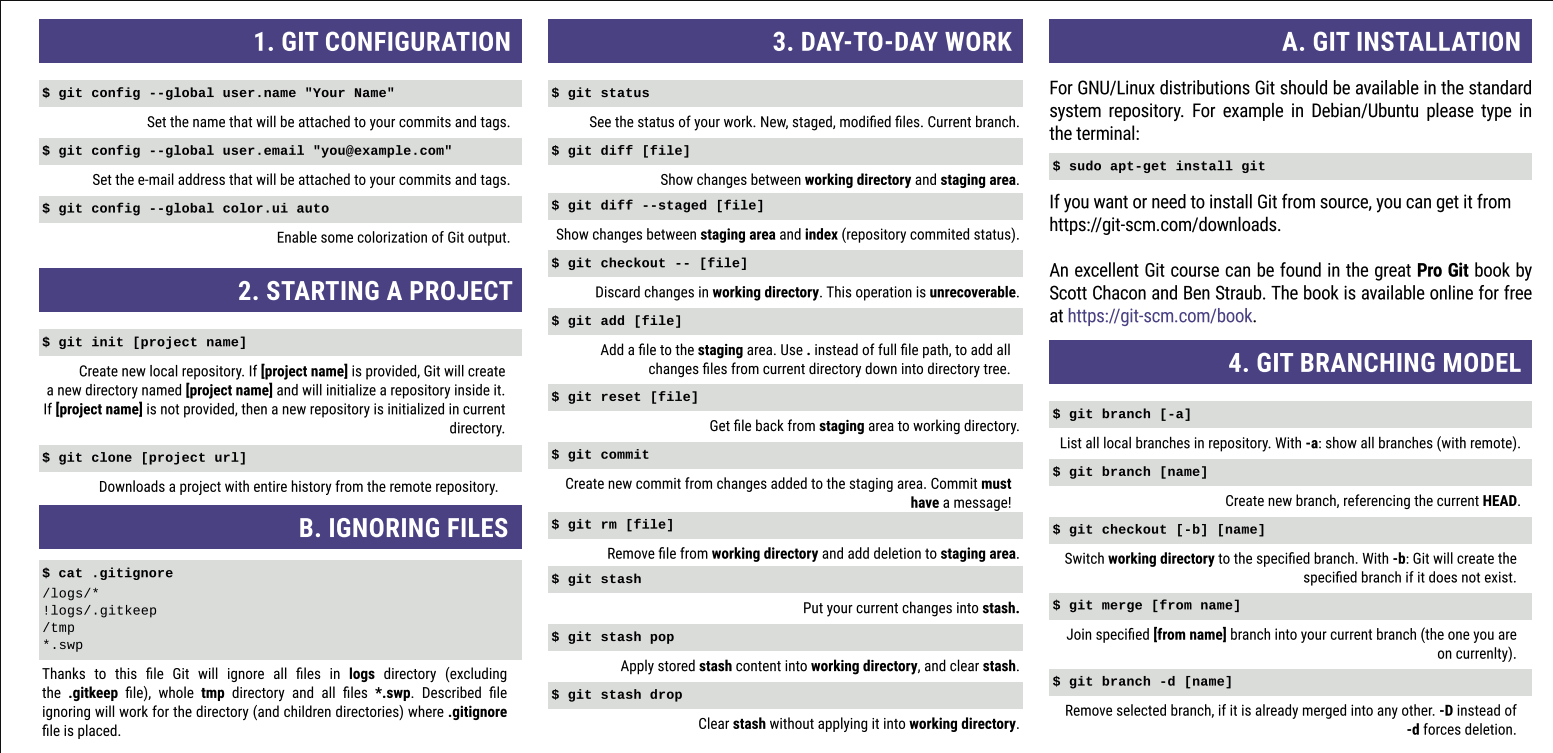 1. GIT CONFIGURATION
$ git config --global user.name "Your Name"
Set the name that will be attached to your commits and tags.
$ git config --global user.email "you@example.com"
Set the e-mail address that will be attached to your commits and tags.
$ git config --global color.ui auto
Enable some colorization of Git output.
2. STARTING A PROJECT
$ git init [project name]
Create new local repository. If [project name] is provided, Git will create
a new directory named [project name] and will initialize a repository inside it.
If [project name] is not provided, then a new repository is initialized in current
directory.
$ git clone [project url]
Downloads a project with entire history from the remote repository.
B. IGNORING FILES
$ cat .gitignore
/logs/*
!logs/.gitkeep
/tmp
*.swp
Thanks to this file Git will ignore all files in logs directory (excluding
the .gitkeep file), whole tmp directory and all files *.swp. Described file
ignoring will work for the directory (and children directories) where .gitignore
file is placed.
3. DAY-TO-DAY WORK
$ git status
See the status of your work. New, staged, modified files. Current branch.
$ git diff [file]
Show changes between working directory and staging area.
$ git diff --staged [file]
Show changes between staging area and index (repository commited status).
$ git checkout -- [file]
Discard changes in working directory. This operation is unrecoverable.
$ git add [file]
Add a file to the staging area. Use . instead of full file path, to add all
changes files from current directory down into directory tree.
$ git reset [file]
Get file back from staging area to working directory.
$ git commit
Create new commit from changes added to the staging area. Commit must
have a message!
$ git rm [file]
Remove file from working directory and add deletion to staging area.
$ git stash
Put your current changes into stash.
$ git stash pop
Apply stored stash content into working directory, and clear stash.
$ git stash drop
Clear stash without applying it into working directory.
A. GIT INSTALLATION
For GNU/Linux distributions Git should be available in the standard
system repository. For example in Debian/Ubuntu please type in
the terminal:
$ sudo apt-get install git
If you want or need to install Git from source, you can get it from
https://git-scm.com/downloads.
An excellent Git course can be found in the great Pro Git book by
Scott Chacon and Ben Straub. The book is available online for free
at https://git-scm.com/book.
4. GIT BRANCHING MODEL
$ git branch [-a]
List all local branches in repository. With -a: show all branches (with remote).
$ git branch [name]
Create new branch, referencing the current HEAD.
$ git checkout [-b] [name]
Switch working directory to the specified branch. With -b: Git will create the
specified branch if it does not exist.
$ git merge [from name]
Join specified [from name] branch into your current branch (the one you are
on currenlty).
$ git branch -d [name]
Remove selected branch, if it is already merged into any other. -D instead of
-d forces deletion.